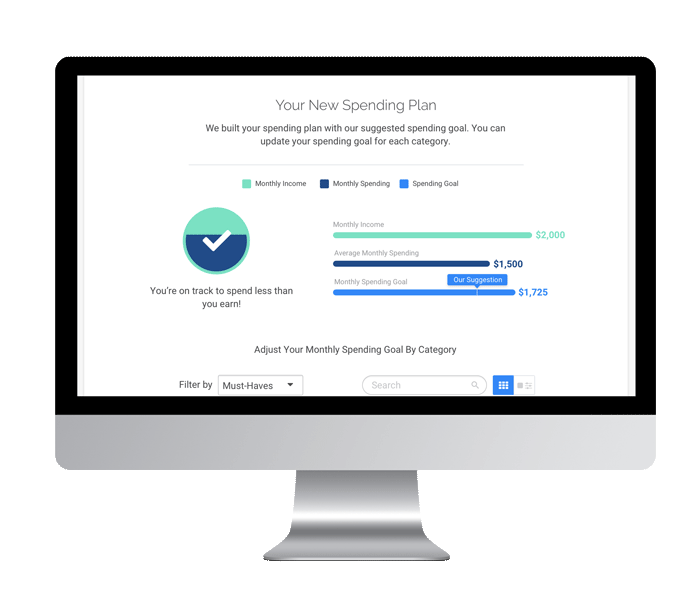 Your New Spending Plan
We built your spending plan with our suggested spending goal. You can
update your spending goal for each category.
Monthly Income
Monthly Spending
Spending Goal
Monthly Income
$2,000
Average Monthly Spending
$1,500
You're on track to spend less than
you earn!
Monthly Spending Goal
Our Suggestion
$1,725
Adjust Your Monthly Spending Goal By Category
Filter by
Must-Haves
Search